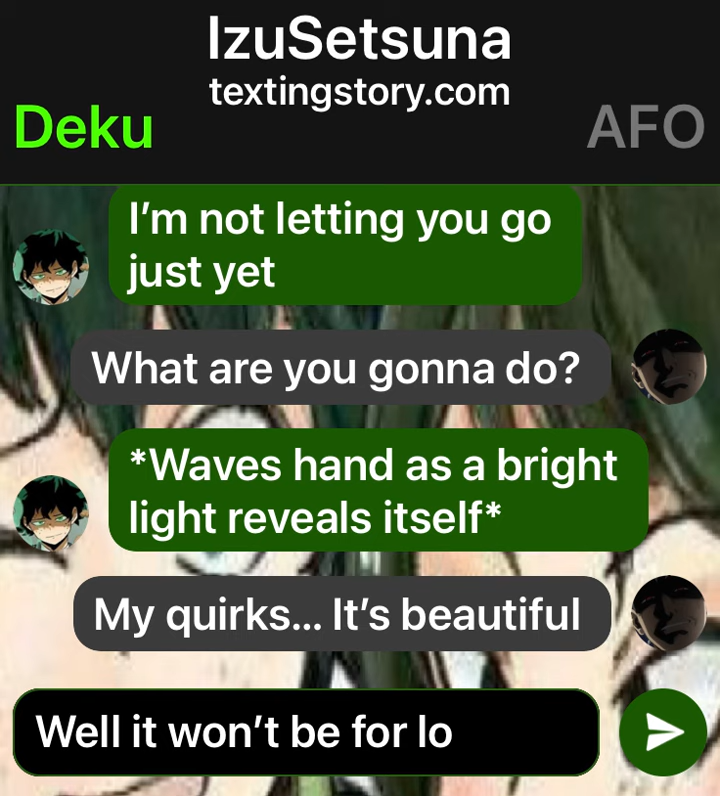 IzuSetsuna
textingstory.com
Deku
AFO
I’m not letting you go
just yet
What are you gonna do?
*Waves hand as a bright
light reveals itself*
My quirks... It’s beautiful
Well it won’t be for lo